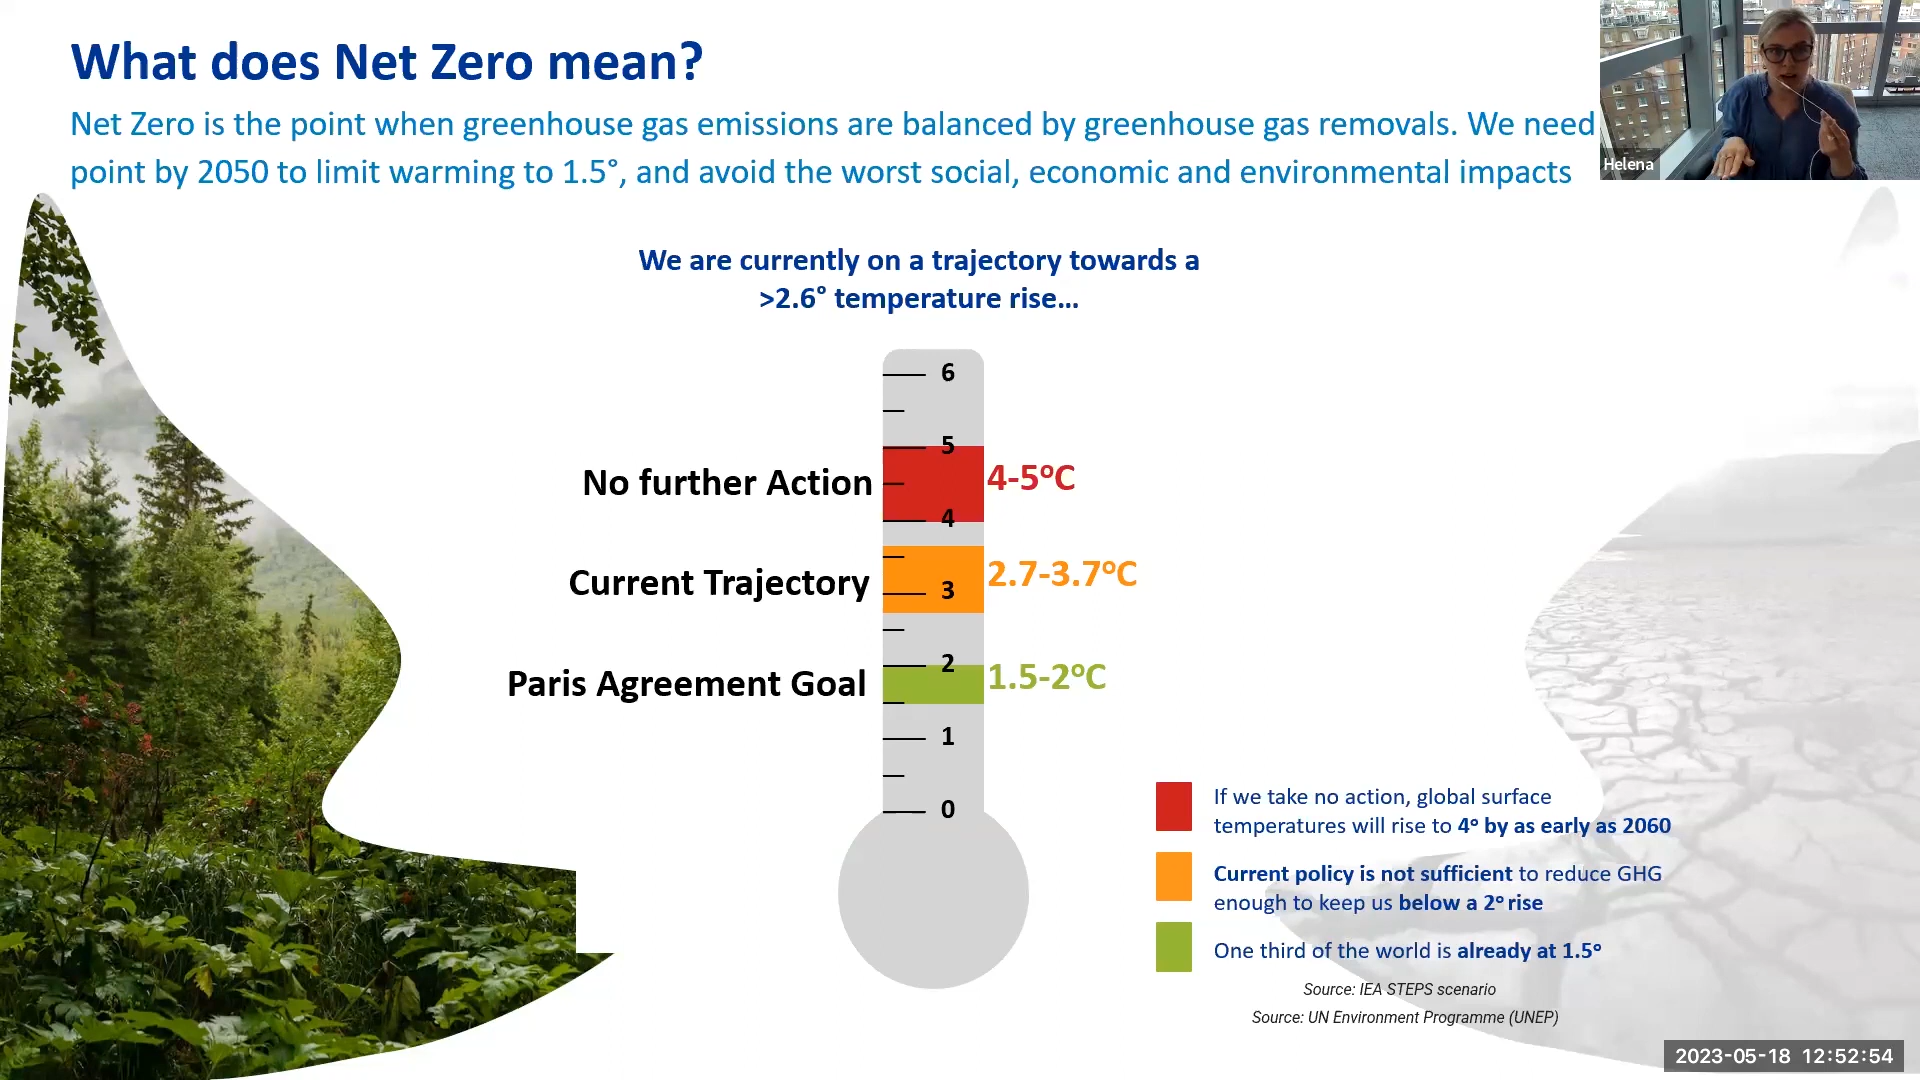 What does Net Zero mean?
Net Zero is the point when greenhouse gas emissions are balanced by greenhouse gas removals. We need
point by 2050 to limit warming to 1.5°, and avoid the worst social, economic and environmental impacts
Helena
We are currently on a trajectory towards a
>2.6° temperature rise...
6
5
No further Action
4-5°C
4
Current Trajectory
2.7-3.7°C
3
2
Paris Agreement Goal
1.5-2°C
1
0
If we take no action, global surface
temperatures will rise to 4° by as early as 2060
Current policy is not sufficient to reduce GHG
enough to keep us below a 2° rise
One third of the world is already at 1.5°
Source: IEA STEPS scenario
Source: UN Environment Programme (UNEP)
2023-05-18 12:52:54